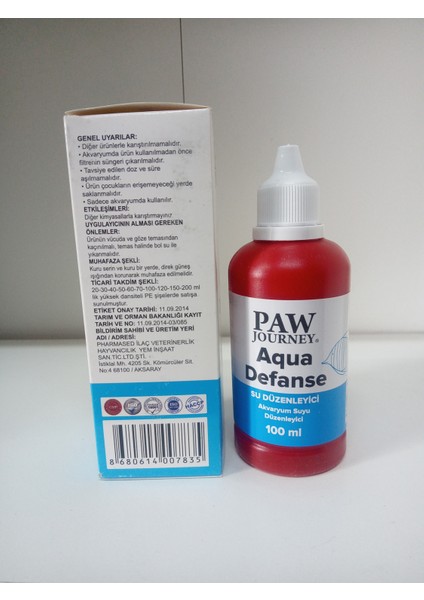 GENEL UYARILAR:
• Diğer ürünlerle karıştırılmamalıdır.
• Akvaryumda ürün kullanılmadan önce
filtrenin süngeri çıkarılmalıdır.
• Tavsiye edilen doz ve süre
aşılmamalıdır.
• Ürün çocukların erişemeyeceği yerde
saklanmalıdır.
• Sadece akvaryumda kullanılır.
ETKİLEŞİMLERİ:
Diğer kimyasallarla karıştırmayınız
UYGULAYICININ ALMASI GEREKEN
ÖNLEMLER:
Ürünün vücuda ve göze temasından
kaçınılmalı, temas halinde bol su ile
yıkanmalıdır.
MUHAFAZA ŞEKLİ:
Kuru serin ve kuru bir yerde, direk güneş
ışığından korunarak muhafaza edilmelidir.
TİCARİ TAKDİM ŞEKLİ:
20-30-40-50-60-70-100-120-150-200 ml
lik yüksek dansiteli PE şişelerde satışa
sunulmuştur.
ETİKET ONAY TARİHİ: 11.09.2014
TARIM VE ORMAN BAKANLIĞI KAYIT
TARİH VE NO: 11.09.2014-03/085
BİLDİRİM SAHİBİ VE ÜRETİM YERİ
ADI / ADRESİ:
PHARMASED İLAÇ VETERİNERLİK
HAYVANCILIK YEM İNŞAAT
SAN.TİC.LTD.ŞTİ.
İstiklal Mh. 4205 Sk. Kömürcüler Sit.
No:4 68100 / AKSARAY
HACCP
8 680614 007835
PAW
JOURNEY®
Aqua
Defanse
SU DÜZENLEYİCİ
Akvaryum Suyu
Düzenleyici
100 ml